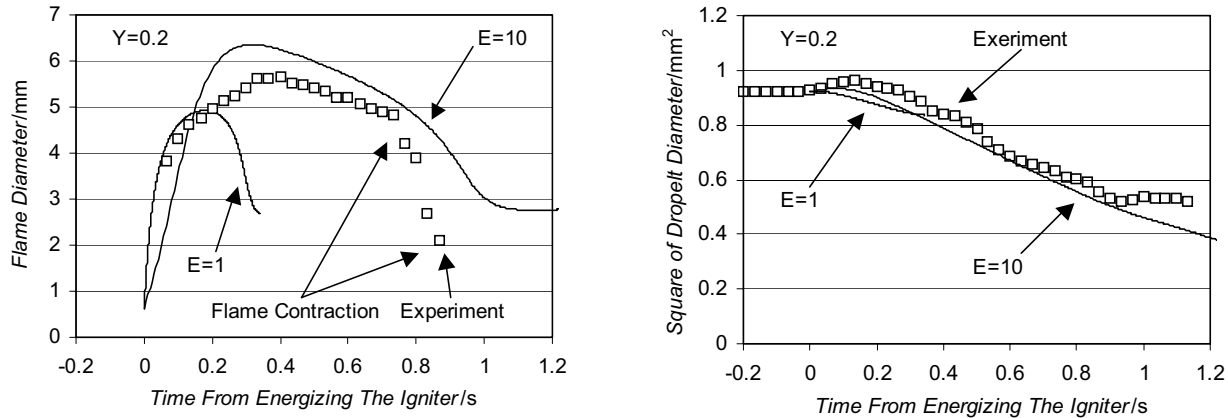 7
6
5
4
3
2
1
0
Flame Diameter/mm
Y=0.2
E=10
E=1
Flame Contraction
Experiment
-0.2 0 0.2 0.4 0.6 0.8 1 1.2
Time From Energizing The Igniter/s
1.2
1
0.8
0.6
0.4
0.2
0
Square of Dropelt Diameter/mm²
Y=0.2
Exeriment
E=1
E=10
-0.2 0 0.2 0.4 0.6 0.8 1 1.2
Time From Energizing The Igniter/s